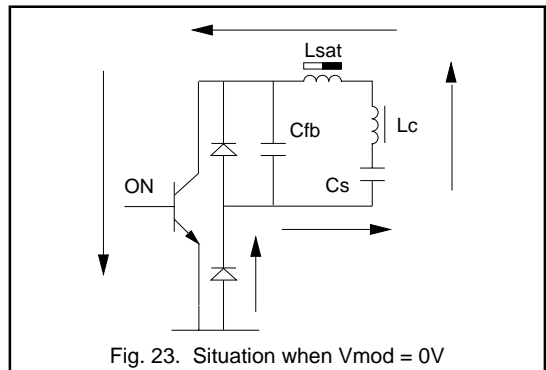 Lsat
Cfb
Lc
Cs
ON
Fig. 23. Situation when Vmod = 0V